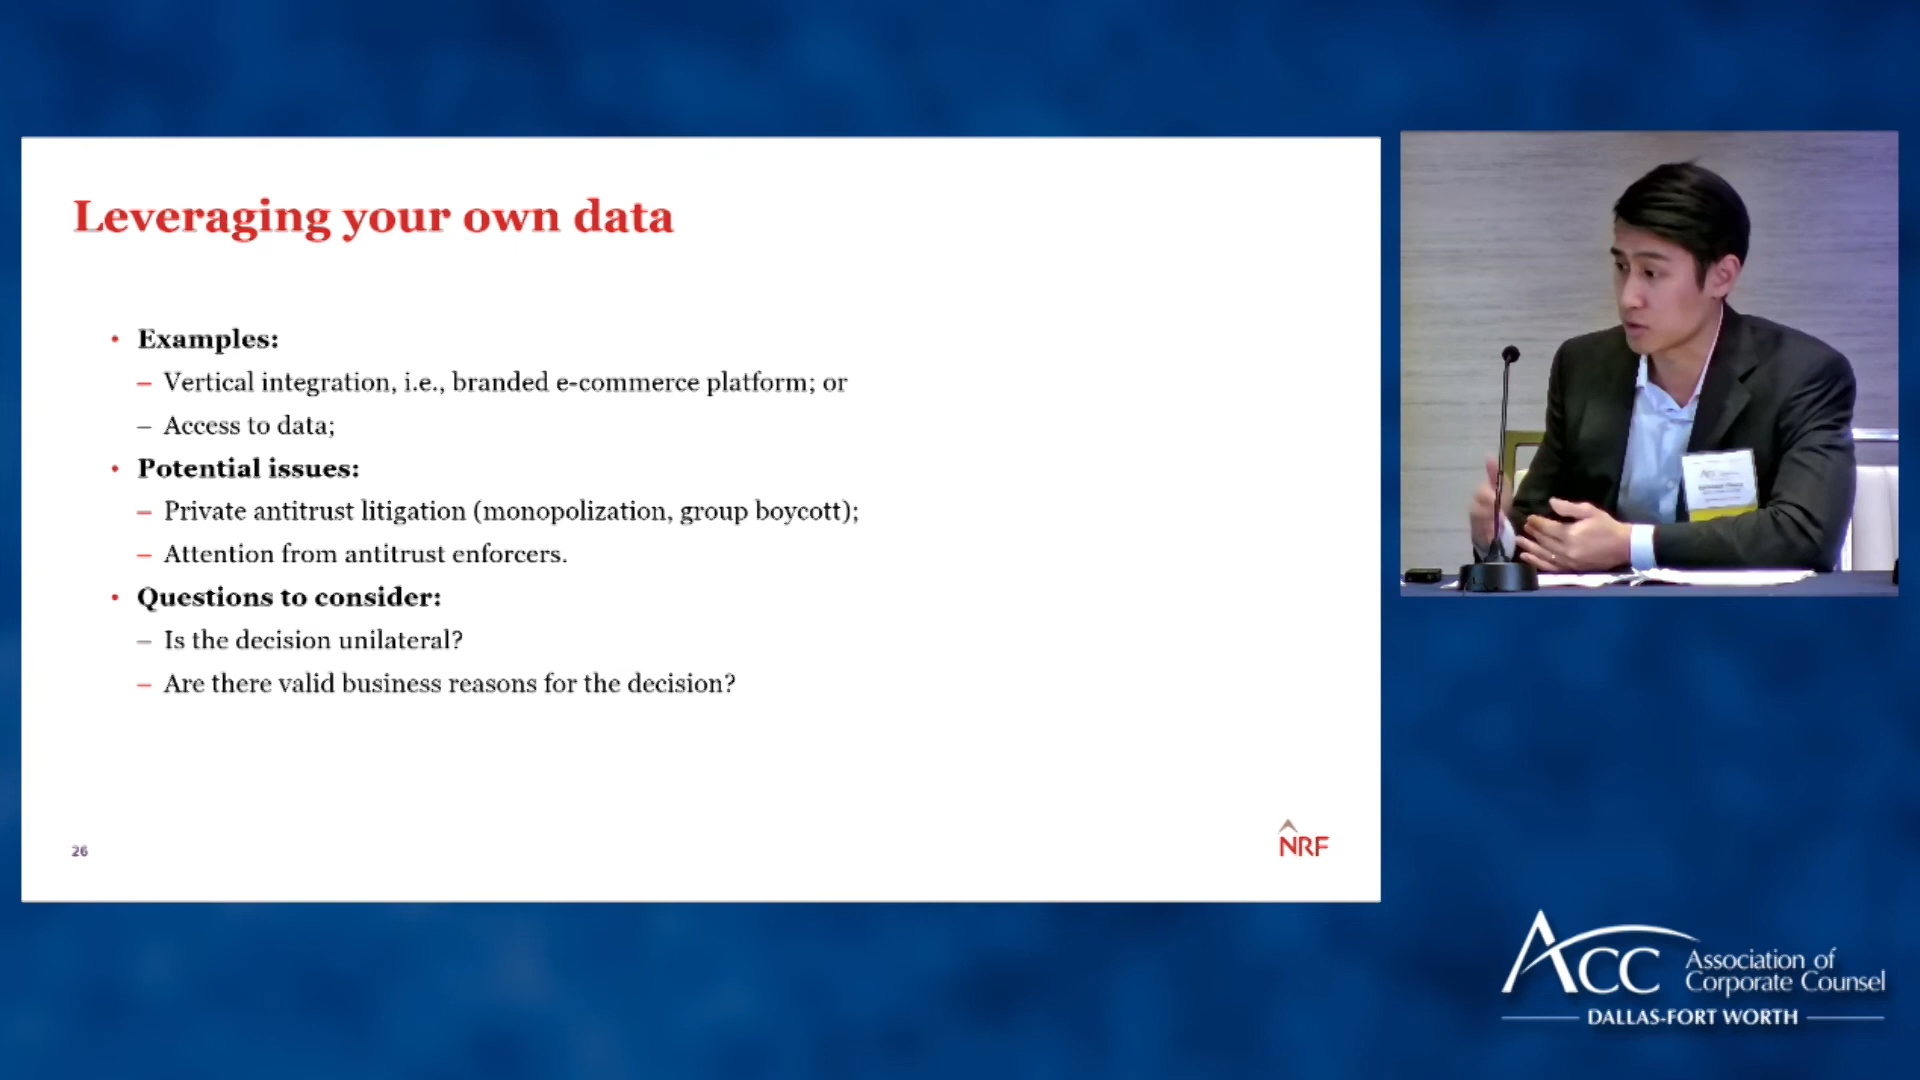 Leveraging your own data
• Examples:
– Vertical integration, i.e., branded e-commerce platform; or
– Access to data;
• Potential issues:
– Private antitrust litigation (monopolization, group boycott);
– Attention from antitrust enforcers.
• Questions to consider:
– Is the decision unilateral?
– Are there valid business reasons for the decision?
26
NRF
ACC
ACC
Association of
Corporate Counsel
DALLAS-FORT WORTH